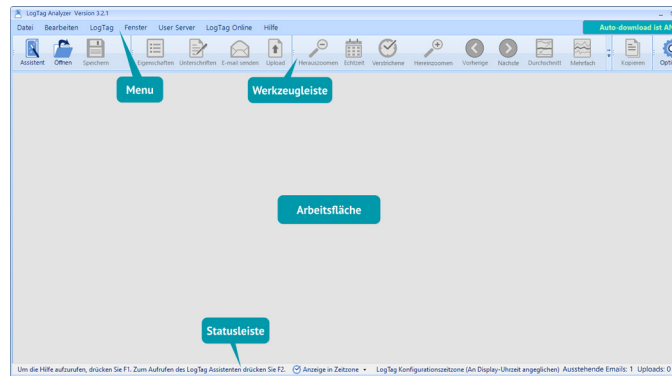 LogTag Analyzer Version 3.2.1
Datei Bearbeiten LogTag Fenster User Server LogTag Online Hilfe Auto-download ist AN
Assistent Öffnen Speichern Eigenschaften Unterschriften E-mail senden Upload Herauszoomen Echtzeit Verstrichene Hereinzoomen Vorherige Nächste Durchschnitt Mehrfach Kopieren
Menu Werkzeugleiste
Arbeitsfläche
Statusleiste
Um die Hilfe aufzurufen, drücken Sie F1. Zum Aufrufen des LogTag Assistenten drücken Sie F2. Anzeige in Zeitzone LogTag Konfigurationszeitzone (An Display-Uhrzeit angeglichen) Ausstehende Emails: 1 Uploads: 0